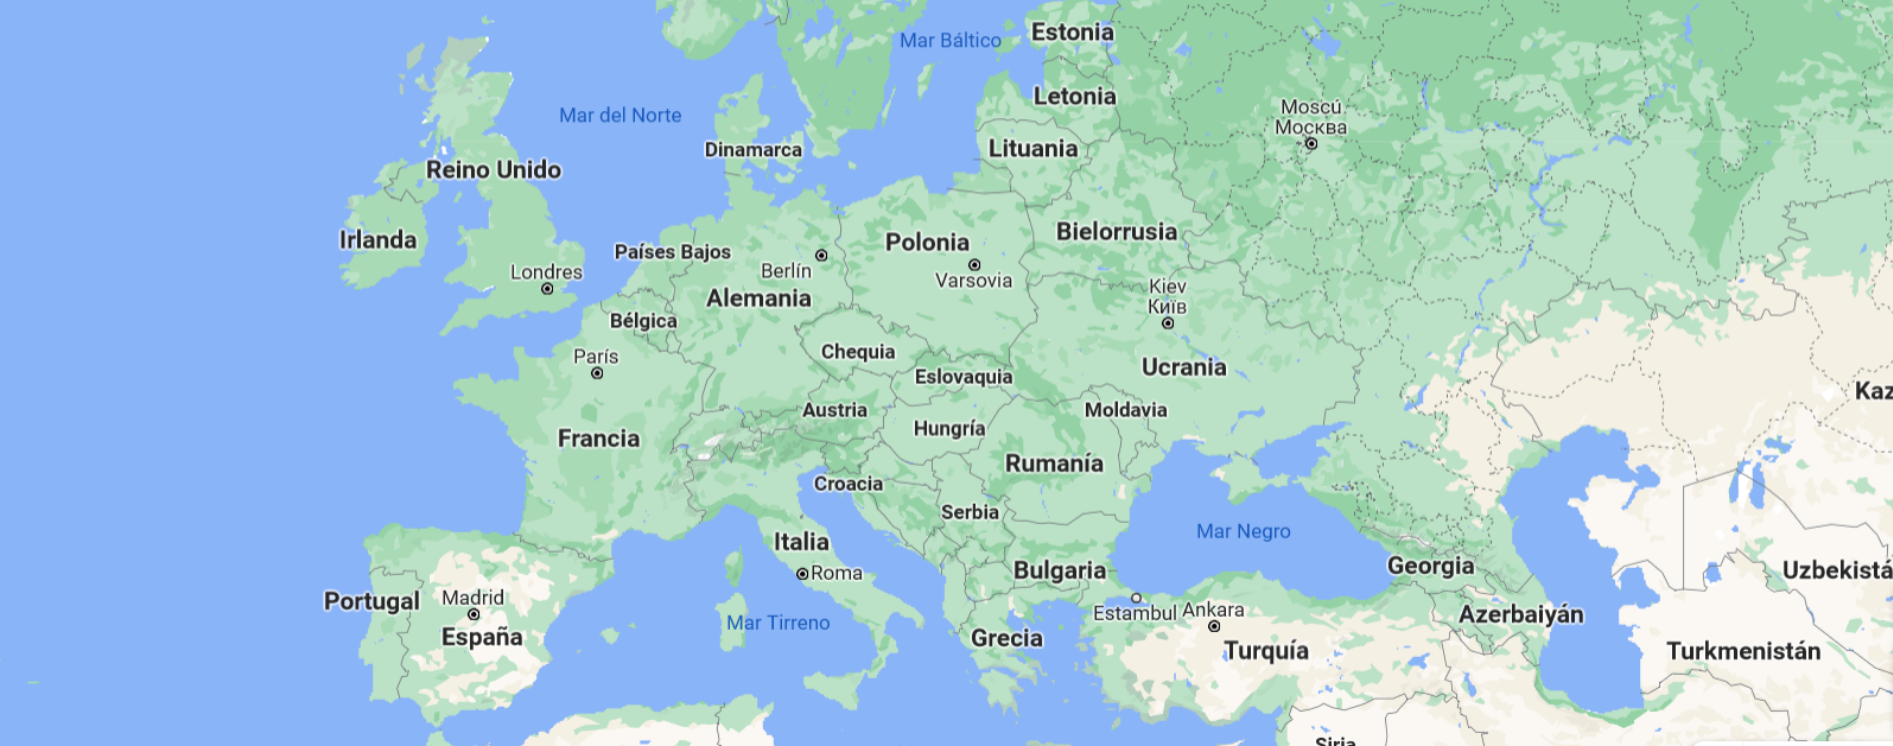 Estonia
Mar Báltico
Letonia
Moscú
Москва
Mar del Norte
Dinamarca
Lituania
Reino Unido
Irlanda
Países Bajos
Polonia
Bielorrusia
Londres
Berlín
Varsovia
Alemania
Kiev
Київ
Bélgica
París
Chequia
Eslovaquia
Ucrania
Kaz
Austria
Moldavia
Francia
Hungría
Rumanía
Croacia
Serbia
Mar Negro
Italia
Roma
Bulgaria
Georgia
Uzbekistá
Portugal
Madrid
España
Estambul
Ankara
Azerbaiyán
Mar Tirreno
Grecia
Turquía
Turkmenistán
Siria